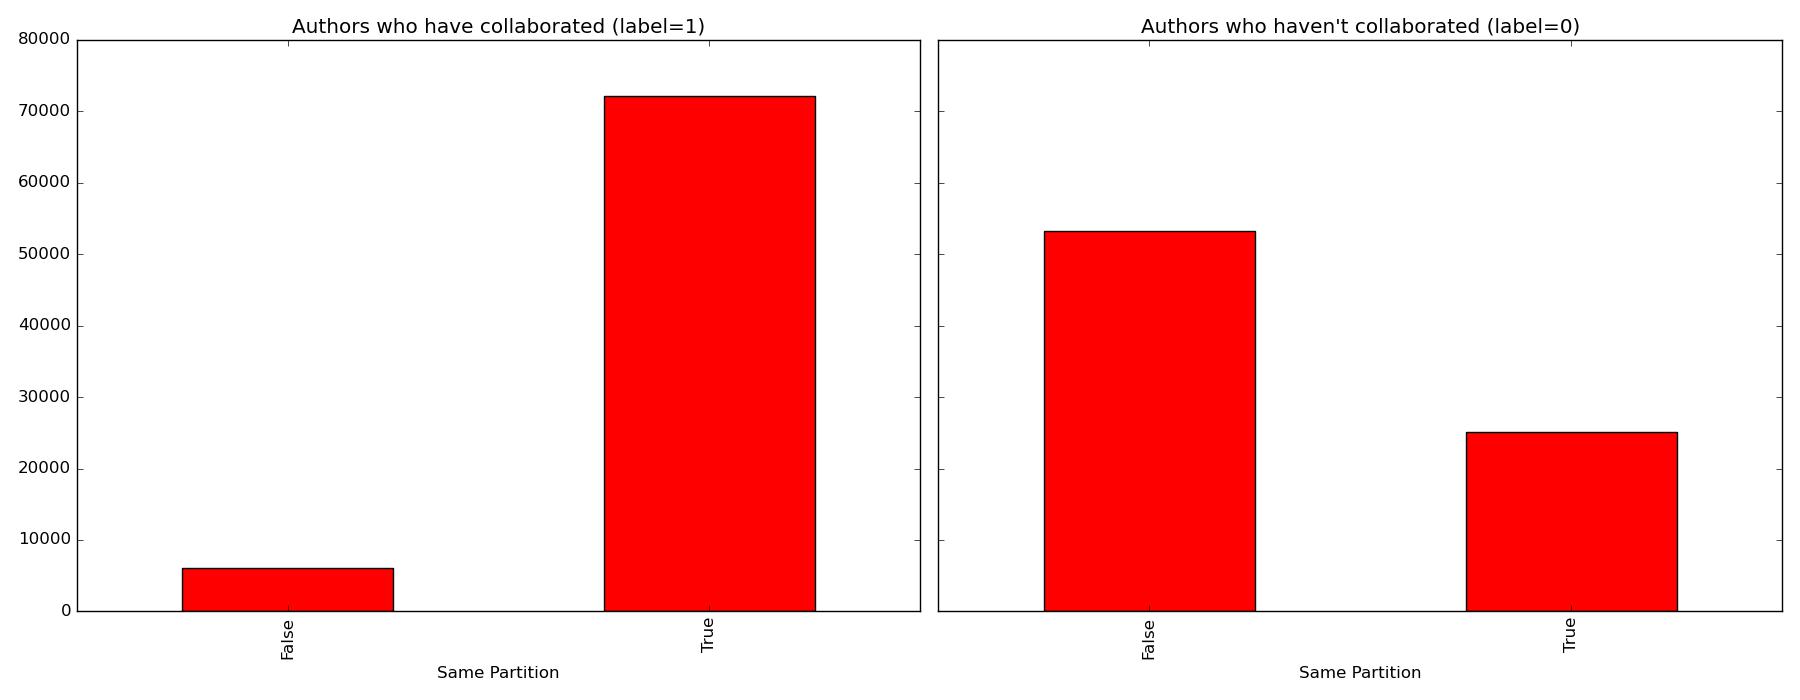 Authors who have collaborated (label=1)
Authors who haven't collaborated (label=0)
80000
70000
60000
50000
40000
30000
20000
10000
0
False
True
Same Partition
False
True
Same Partition